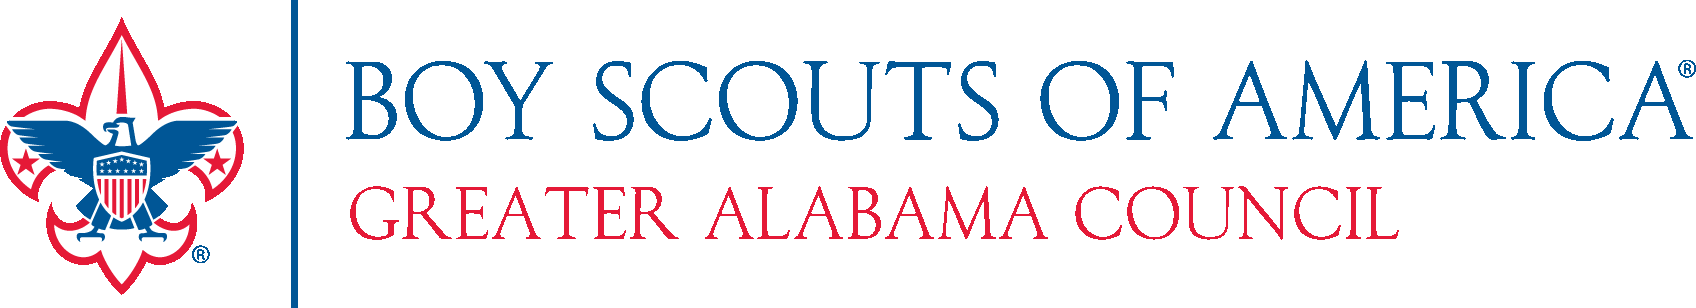 BOY SCOUTS OF AMERICA®
GREATER ALABAMA COUNCIL
®